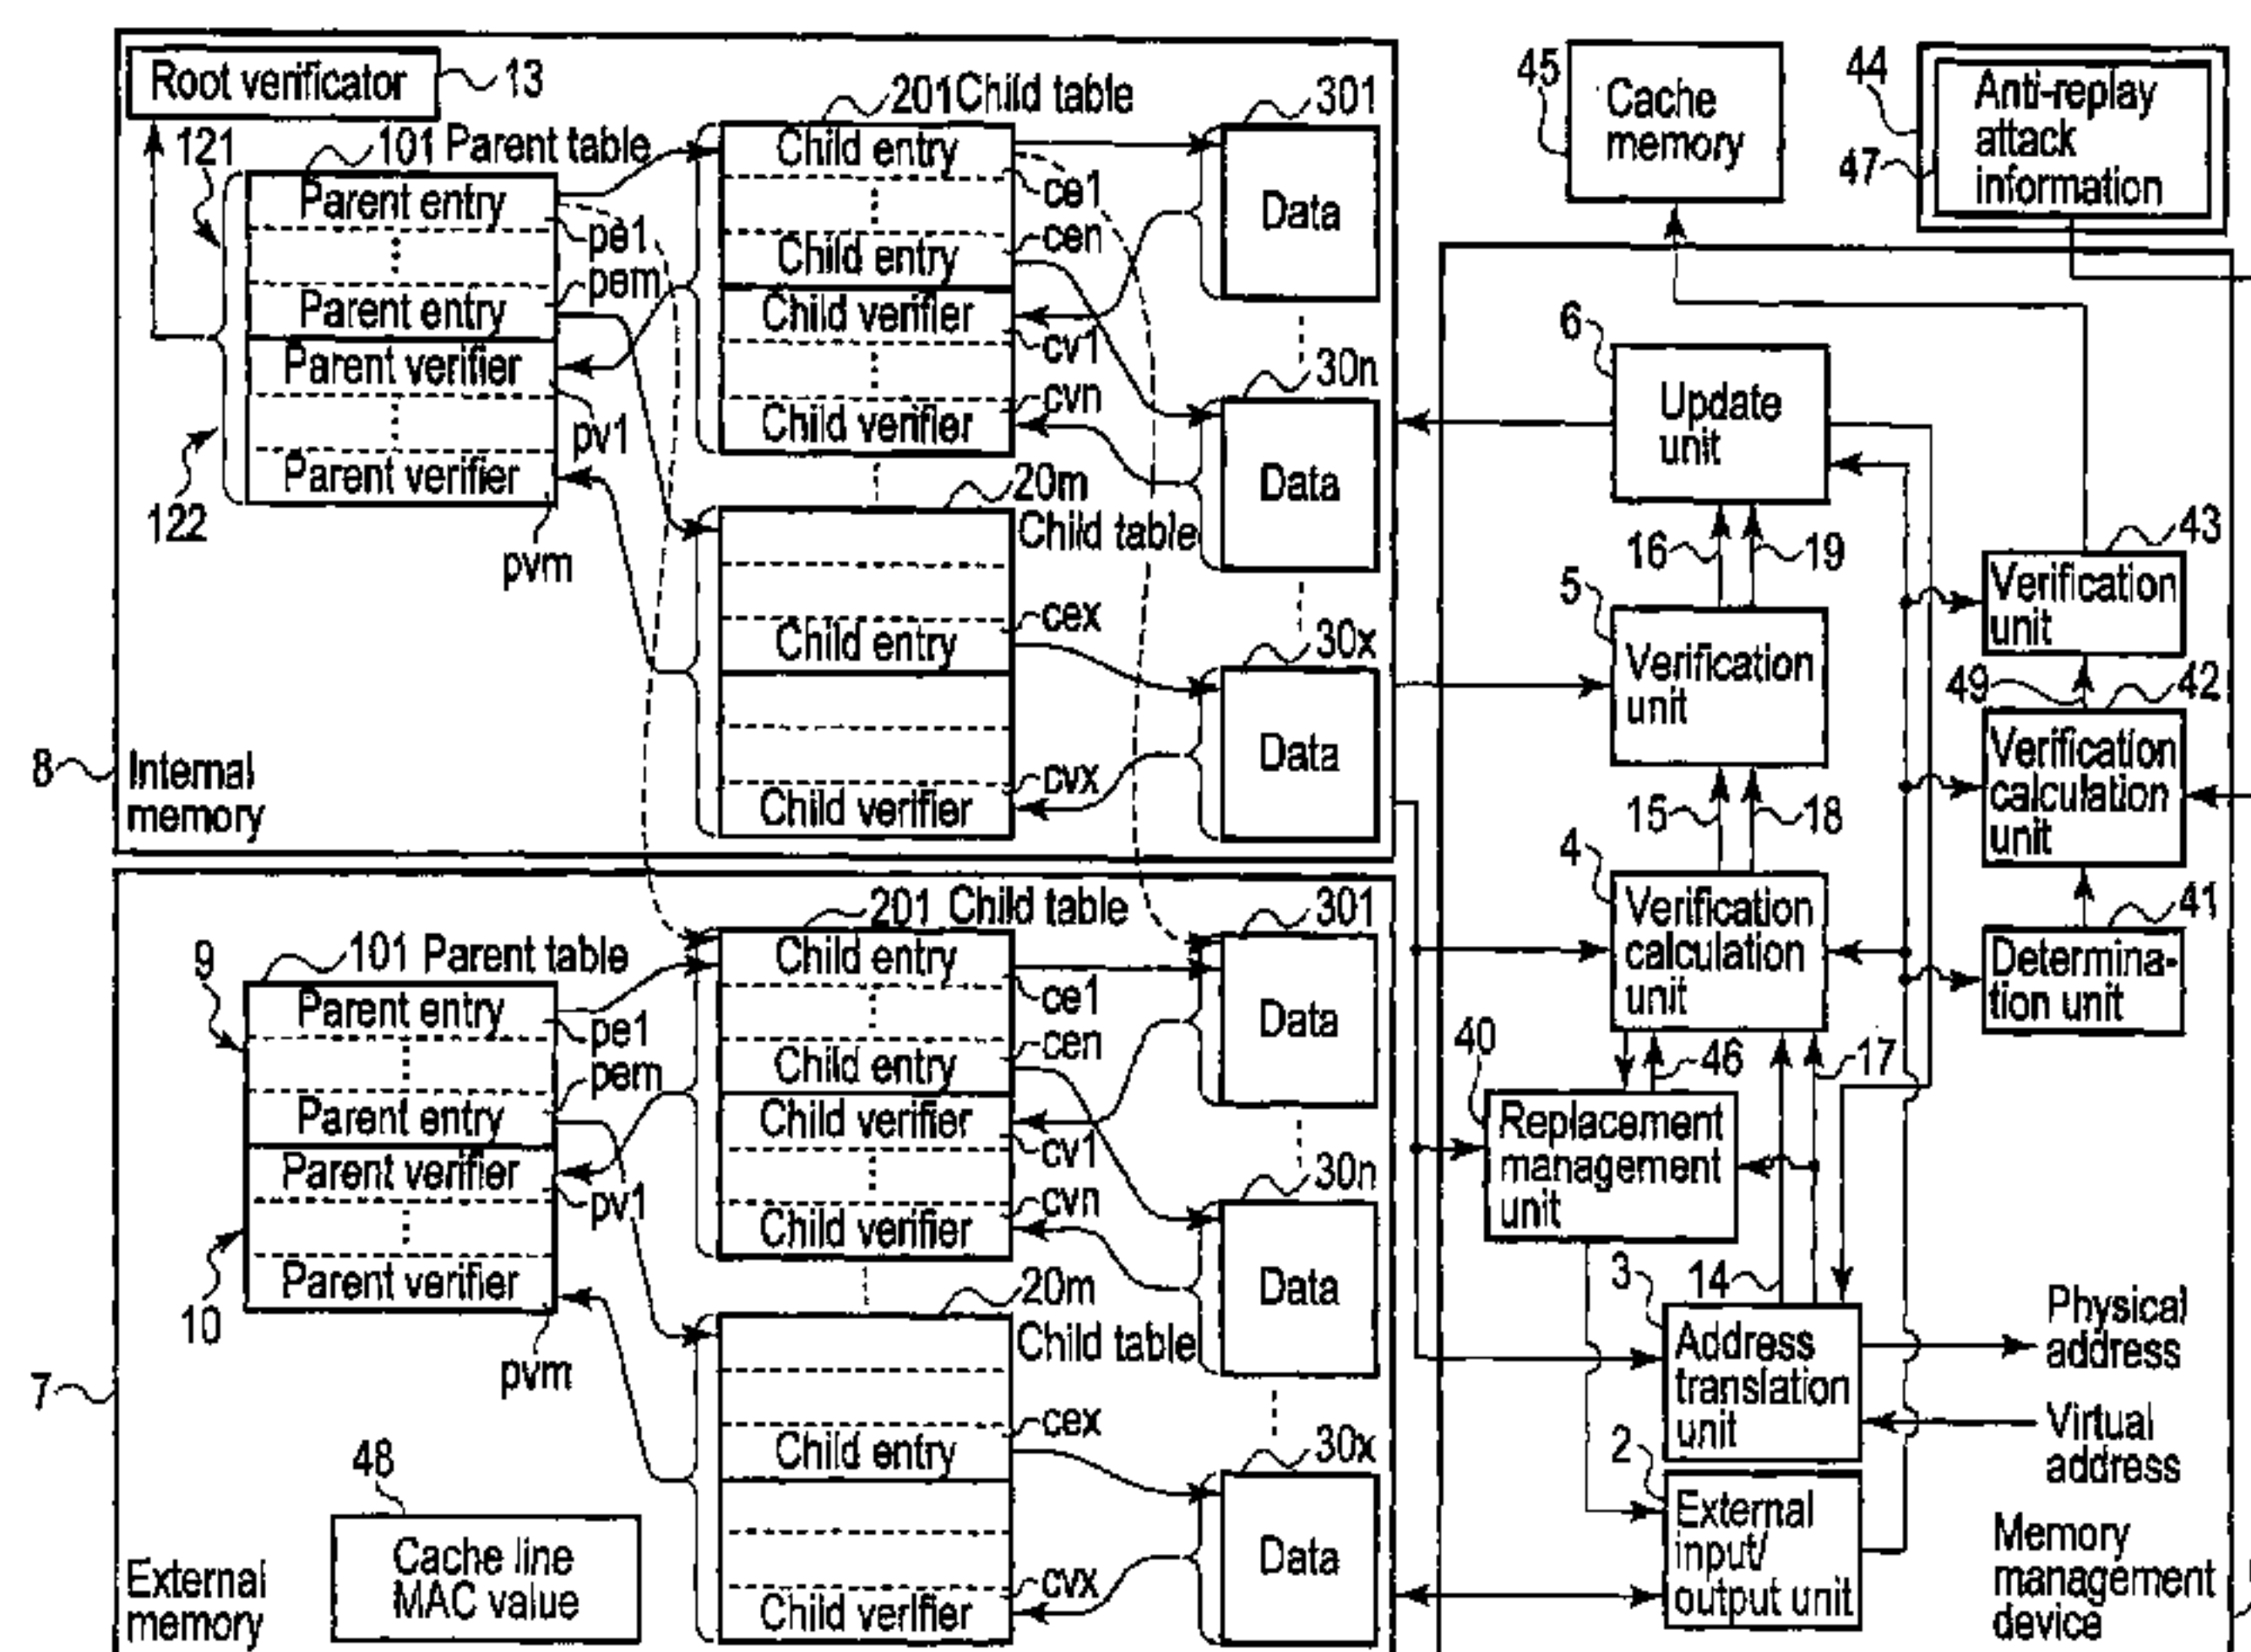 Root verificator
13
121
101 Parent table
Parent entry
pe1
pem
Parent entry
Parent verifier
pv1
Parent verifier
122
pvm
201 Child table
Child entry
ce1
cen
Child entry
Child verifier
cv1
cvn
Child verifier
20m
Child table
cex
Child entry
cvx
Child verifier
301
Data
30n
Data
30x
Data
8
Internal
memory
201 Child table
9
101 Parent table
Parent entry
pe1
pem
Parent entry
Parent verifier
pv1
Parent verifier
10
pvm
Child entry
ce1
cen
Child entry
Child verifier
cv1
cvn
Child verifier
20m
Child table
cex
Child entry
cvx
Child verifier
301
Data
30n
Data
30x
Data
7
48
Cache line
MAC value
External
memory
45
Cache
memory
44
47
Anti-replay
attack
information
6
Update
unit
16
19
5
Verification
unit
15
18
4
Verification
calculation
unit
43
Verification
unit
49
42
Verification
calculation
unit
41
Determina-
tion unit
40
46
17
Replacement
management
unit
3
14
Address
translation
unit
Physical
address
Virtual
address
2
External
input/
output unit
Memory
management
device